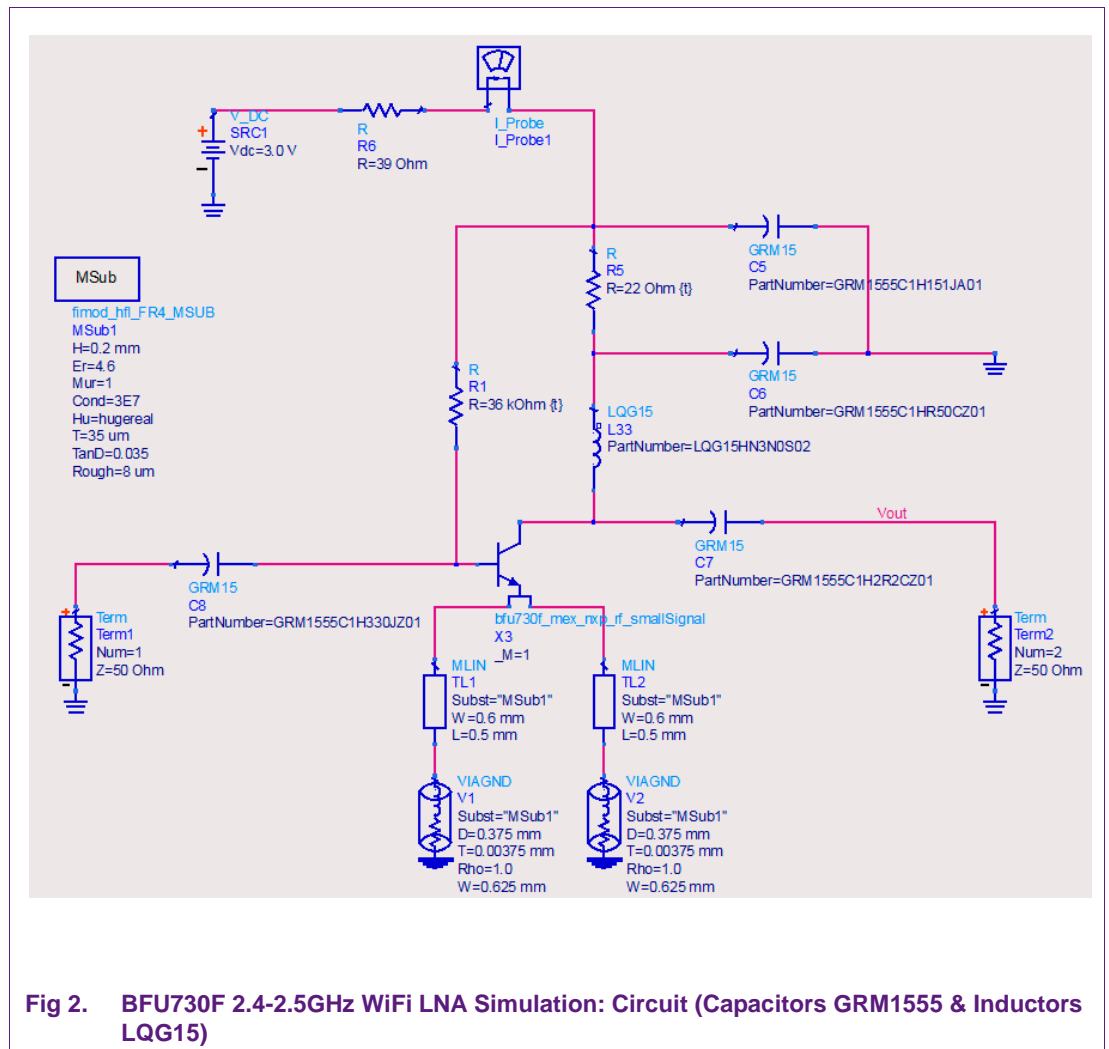 I_Probe
I_Probe1
V_DC
SRC1
Vdc=3.0 V
+
-
R
R6
R=39 Ohm
MSub
fimod_hfl_FR4_MSUB
MSub1
H=0.2 mm
Er=4.6
Mur=1
Cond=3E7
Hu=hugereal
T=35 um
TanD=0.035
Rough=8 um
R
R5
R=22 Ohm {t}
GRM15
C5
PartNumber=GRM1555C1H151JA01
R
R1
R=36 kOhm {t}
GRM15
C6
PartNumber=GRM1555C1HR50CZ01
LQG15
L33
PartNumber=LQG15HN3N0S02
Vout
GRM15
C7
PartNumber=GRM1555C1H2R2CZ01
GRM15
C8
PartNumber=GRM1555C1H330JZ01
+
Term
Term1
Num=1
Z=50 Ohm
-
bfu730f_mex_nxp_rf_smallSignal
X3
_M=1
+
Term
Term2
Num=2
Z=50 Ohm
-
MLIN
TL1
Subst="MSub1"
W=0.6 mm
L=0.5 mm
MLIN
TL2
Subst="MSub1"
W=0.6 mm
L=0.5 mm
VIAGND
V1
Subst="MSub1"
D=0.375 mm
T=0.00375 mm
Rho=1.0
W=0.625 mm
VIAGND
V2
Subst="MSub1"
D=0.375 mm
T=0.00375 mm
Rho=1.0
W=0.625 mm
Fig 2. BFU730F 2.4-2.5GHz WiFi LNA Simulation: Circuit (Capacitors GRM1555 & Inductors
LQG15)